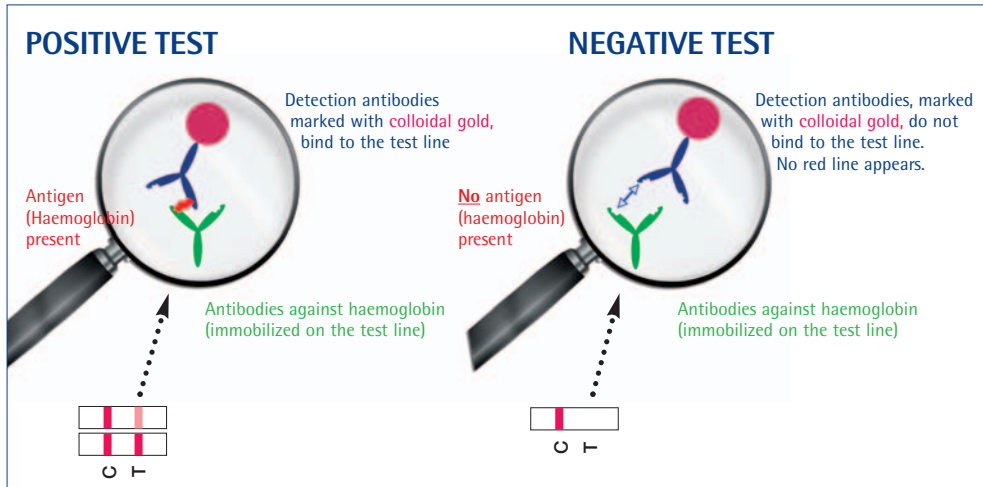 POSITIVE TEST
Detection antibodies
marked with colloidal gold,
bind to the test line
Antigen
(Haemoglobin)
present
Antibodies against haemoglobin
(immobilized on the test line)
C
T
NEGATIVE TEST
Detection antibodies, marked
with colloidal gold, do not
bind to the test line.
No red line appears.
No antigen
(haemoglobin)
present
Antibodies against haemoglobin
(immobilized on the test line)
C
T